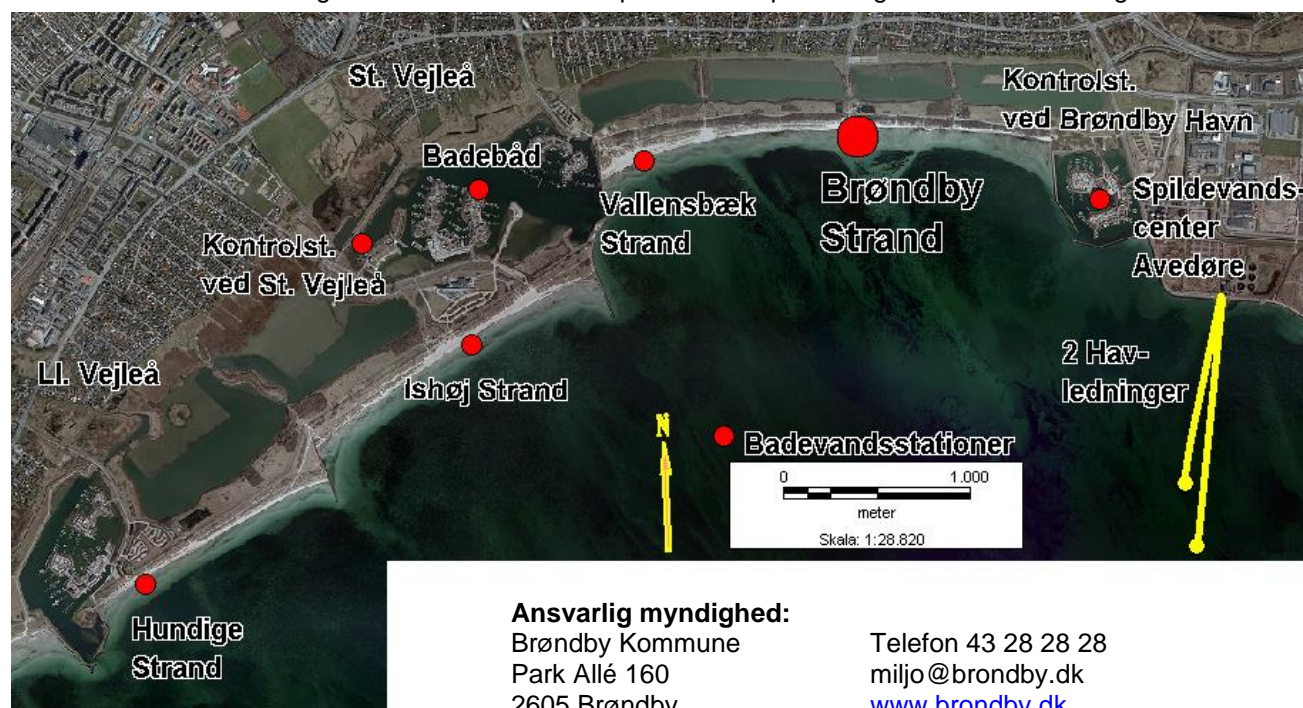 St. Vejleå
Kontrolst.
ved Brøndby Havn
Badebåd
Vallensbæk
Strand
Brøndby
Strand
Spildevands-
center
Avedøre
Kontrolst.
ved St. Vejleå
2 Hav-
ledninger
Ll. Vejleå
Ishøj Strand
N
Badevandsstationer
0 1.000
meter
Skala: 1:28.820
Hundige
Strand
Ansvarlig myndighed:
Brøndby Kommune Telefon 43 28 28 28
Park Allé 160 miljo@brondby.dk
2605 Brøndby www.brondby.dk